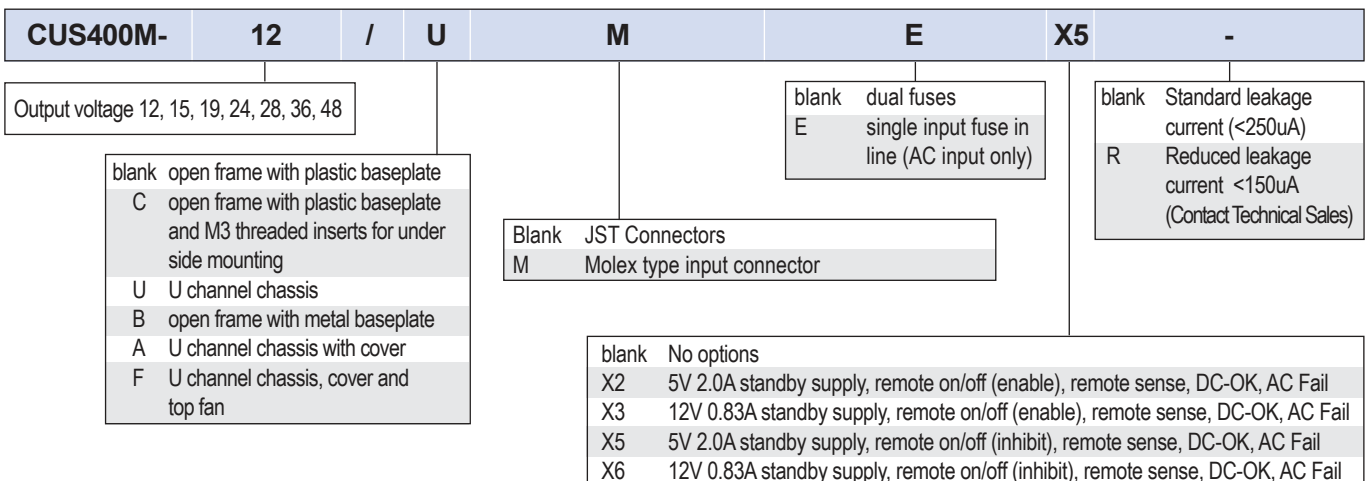 CUS400M- 12 / U M E X5 -
Output voltage 12, 15, 19, 24, 28, 36, 48
blank open frame with plastic baseplate
C open frame with plastic baseplate
and M3 threaded inserts for under
side mounting
U U channel chassis
B open frame with metal baseplate
A U channel chassis with cover
F U channel chassis, cover and
top fan
Blank JST Connectors
M Molex type input connector
blank dual fuses
E single input fuse in
line (AC input only)
blank No options
X2 5V 2.0A standby supply, remote on/off (enable), remote sense, DC-OK, AC Fail
X3 12V 0.83A standby supply, remote on/off (enable), remote sense, DC-OK, AC Fail
X5 5V 2.0A standby supply, remote on/off (inhibit), remote sense, DC-OK, AC Fail
X6 12V 0.83A standby supply, remote on/off (inhibit), remote sense, DC-OK, AC Fail
blank Standard leakage
current (<250uA)
R Reduced leakage
current <150uA
(Contact Technical Sales)